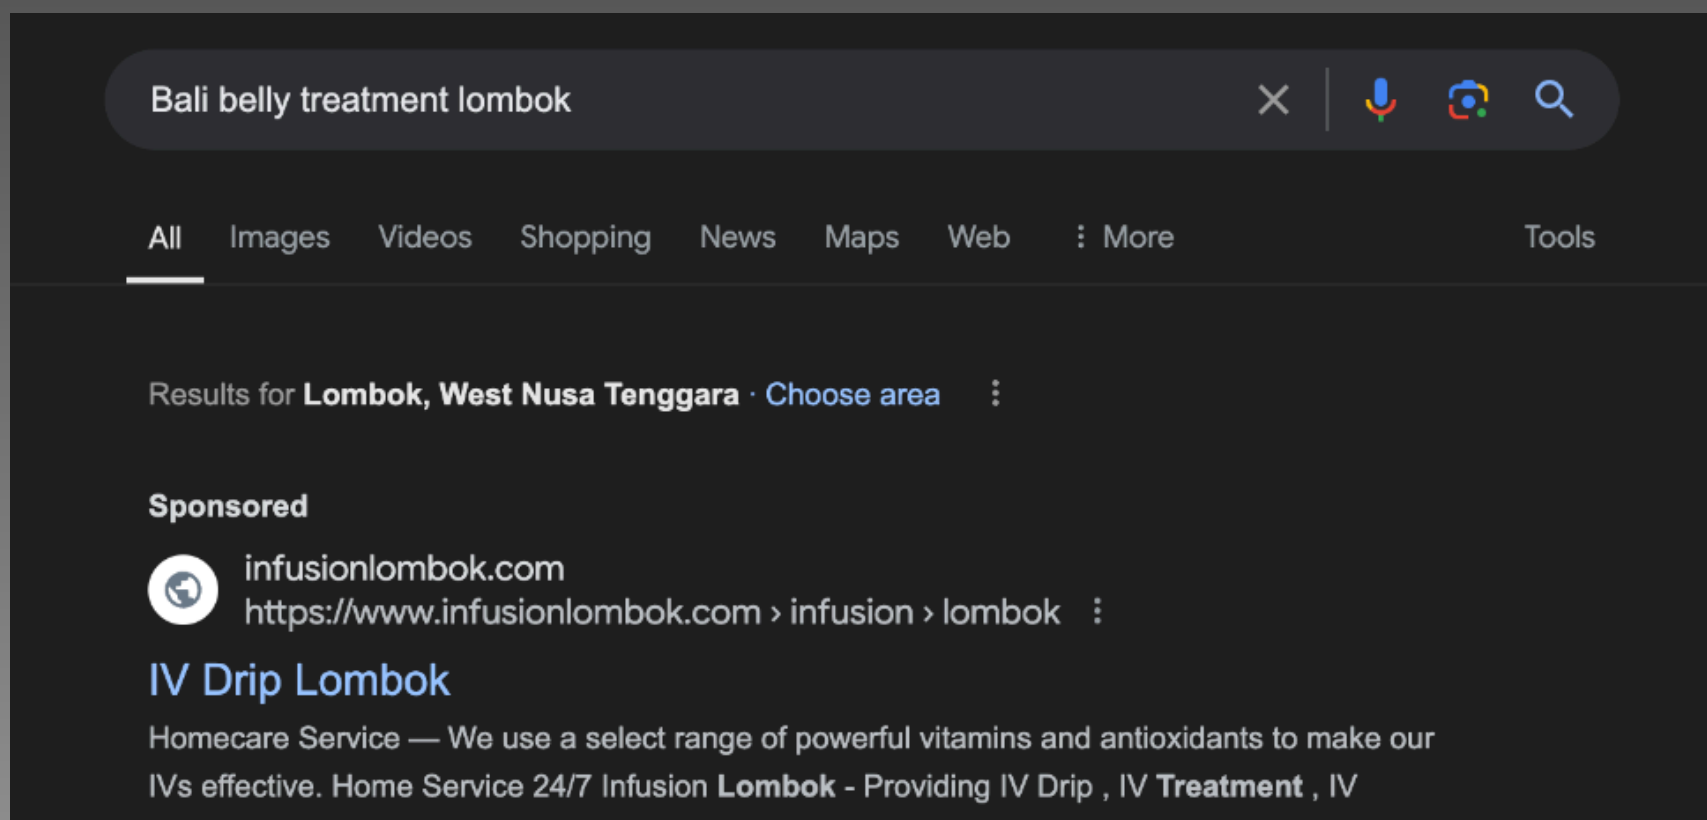 Bali belly treatment lombok
All Images Videos Shopping News Maps Web More Tools
Results for Lombok, West Nusa Tenggara · Choose area
Sponsored
infusionlombok.com
https://www.infusionlombok.com › infusion › lombok
IV Drip Lombok
Homecare Service — We use a select range of powerful vitamins and antioxidants to make our
IVs effective. Home Service 24/7 Infusion Lombok - Providing IV Drip , IV Treatment , IV